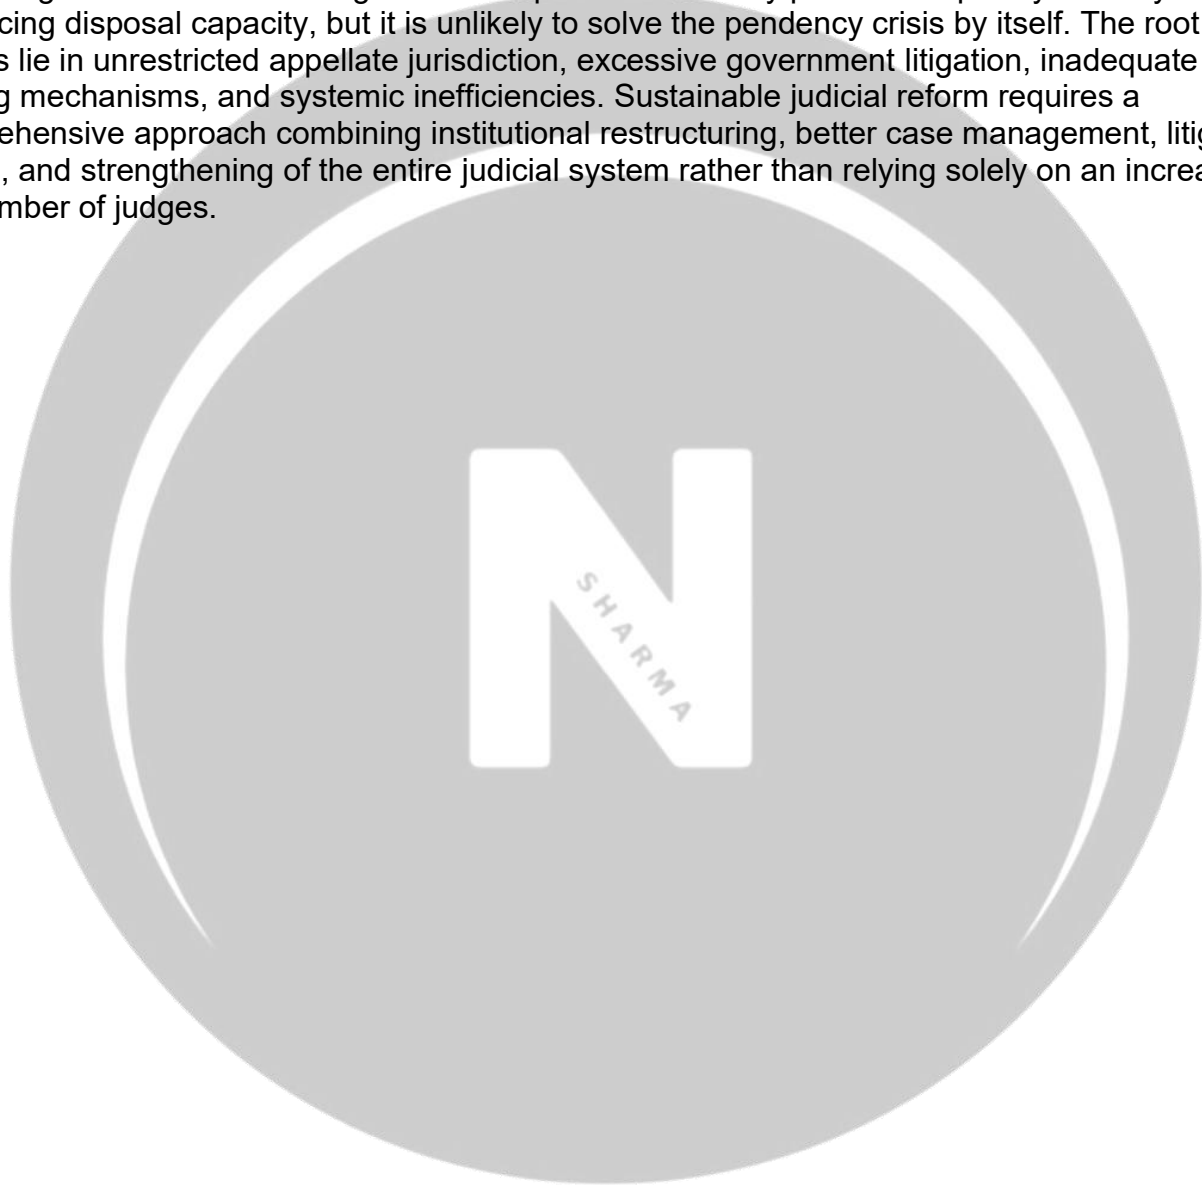 cing disposal capacity, but it is unlikely to solve the pendency crisis by itself. The root
s lie in unrestricted appellate jurisdiction, excessive government litigation, inadequate
g mechanisms, and systemic inefficiencies. Sustainable judicial reform requires a
ehensive approach combining institutional restructuring, better case management, litig
, and strengthening of the entire judicial system rather than relying solely on an increa
mber of judges.
N
SHARMA